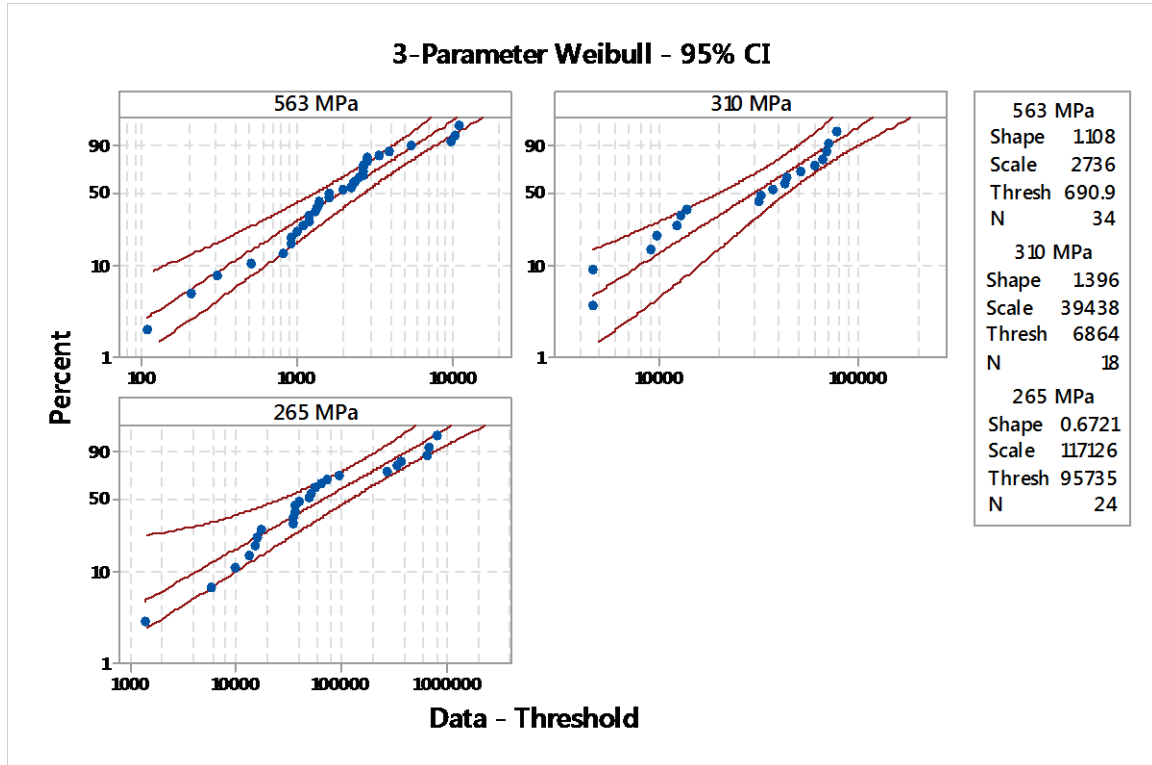 3-Parameter Weibull - 95% CI
563 MPa
90
50
10
1
100 1000 10000
310 MPa
90
50
10
1
10000 100000
265 MPa
90
50
10
1
1000 10000 100000 1000000
Percent
Data - Threshold
563 MPa
Shape 1.108
Scale 2736
Thresh 690.9
N 34
310 MPa
Shape 1.396
Scale 39438
Thresh 6864
N 18
265 MPa
Shape 0.6721
Scale 117126
Thresh 95735
N 24